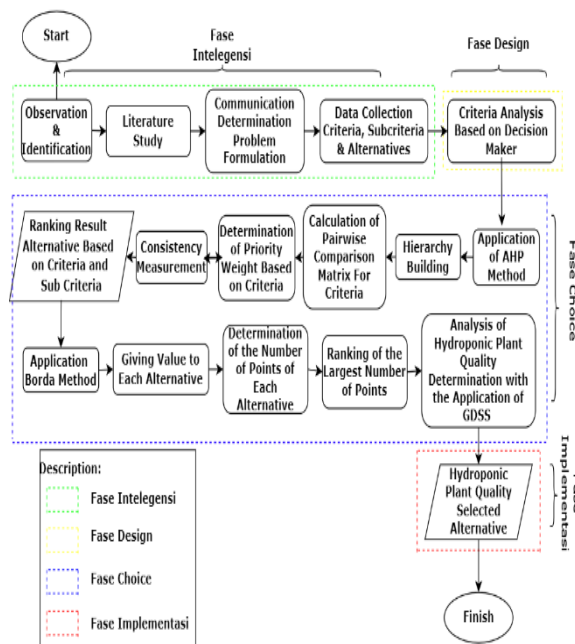 Start
Fase
Intelegensi
Fase Design
Observation
&
Identification
Literature
Study
Communication
Determination
Problem
Formulation
Data Collection
Criteria, Subcriteria
& Alternatives
Criteria Analysis
Based on Decision
Maker
Application
of AHP
Method
Hierarchy
Building
Calculation of
Pairwise
Comparison
Matrix For
Criteria
Determination
of Priority
Weight Based
on Criteria
Consistency
Measurement
Ranking Result
Alternative Based
on Criteria and
Sub Criteria
Fase Choice
Application
Borda Method
Giving Value to
Each Alternative
Determination
of the Number
of Points of
Each
Alternative
Ranking of the
Largest Number
of Points
Analysis of
Hydroponic Plant
Quality
Determination with
the Application of
GDSS
Hydroponic
Plant Quality
Selected
Alternative
Implementasi
Finish
Description:
Fase Intelegensi
Fase Design
Fase Choice
Fase Implementasi